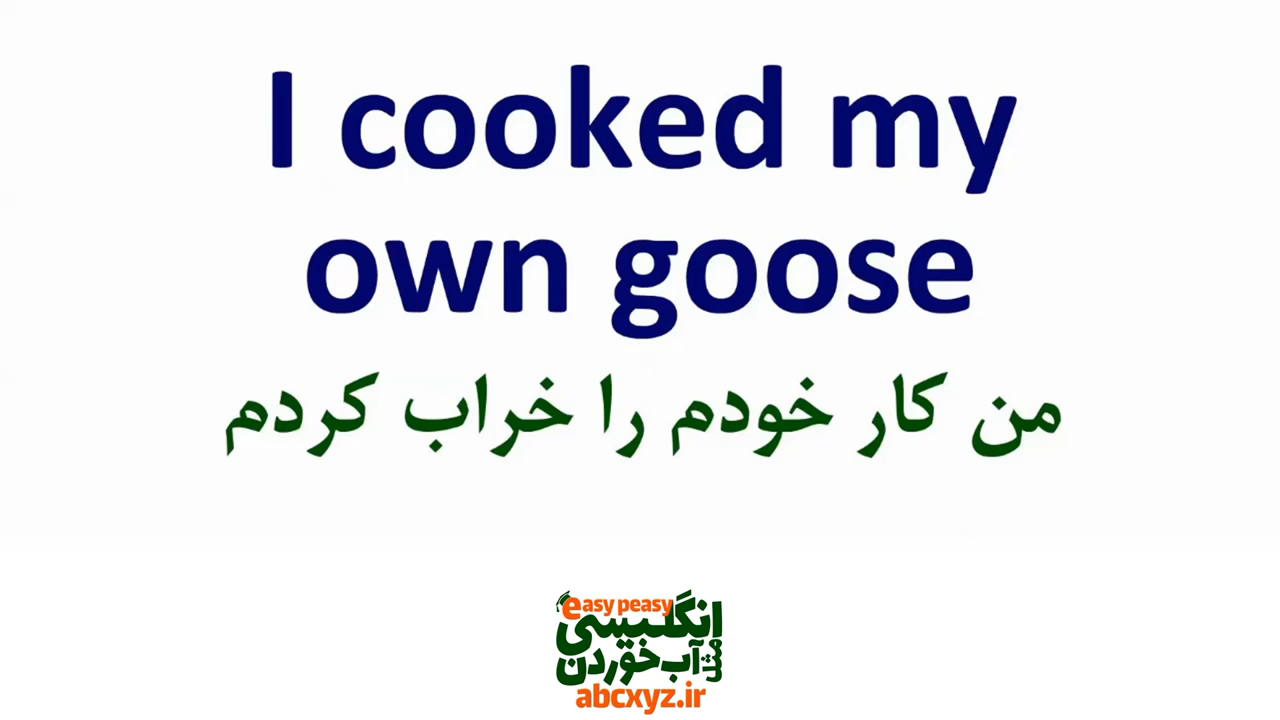 I cooked my
own goose
من کار خودم را خراب کردم
easy peasy
انگلیسی
مثل آب خوردن
abcxyz.ir